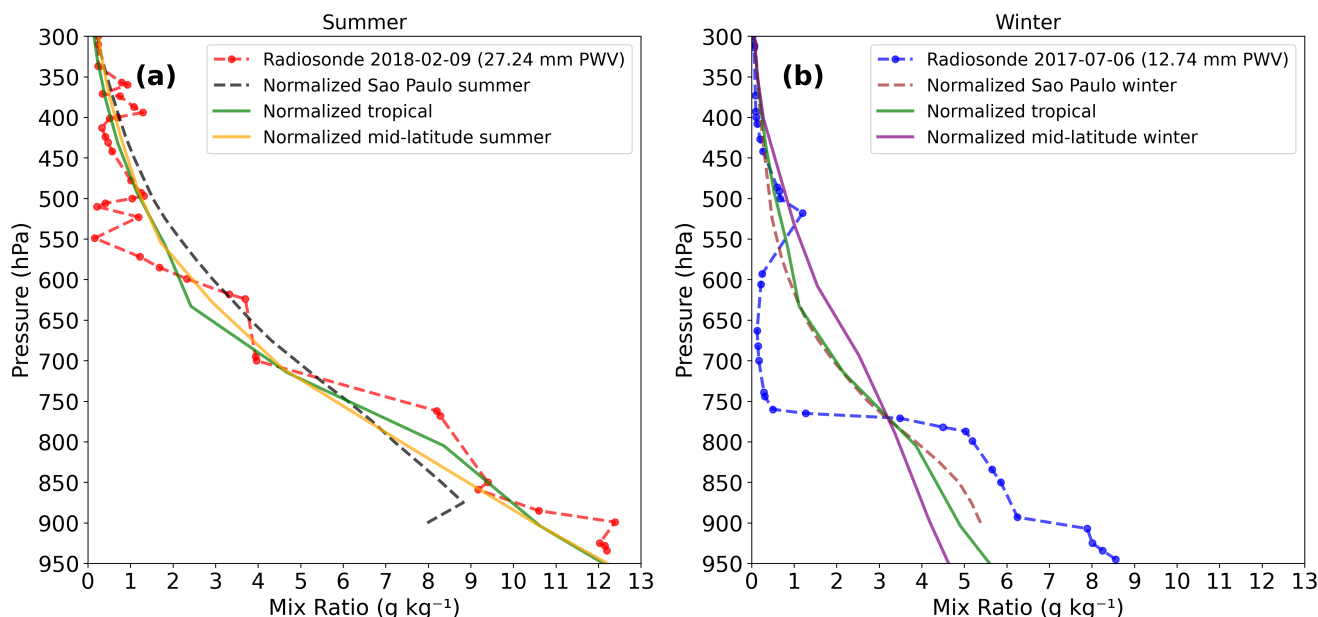 Summer
300
350
400
450
500
550
600
650
700
750
800
850
900
950
Pressure (hPa)
(a)
Radiosonde 2018-02-09 (27.24 mm PWV)
Normalized Sao Paulo summer
Normalized tropical
Normalized mid-latitude summer
0 1 2 3 4 5 6 7 8 9 10 11 12 13
Mix Ratio (g kg⁻¹)
Winter
300
350
400
450
500
550
600
650
700
750
800
850
900
950
Pressure (hPa)
(b)
Radiosonde 2017-07-06 (12.74 mm PWV)
Normalized Sao Paulo winter
Normalized tropical
Normalized mid-latitude winter
0 1 2 3 4 5 6 7 8 9 10 11 12 13
Mix Ratio (g kg⁻¹)